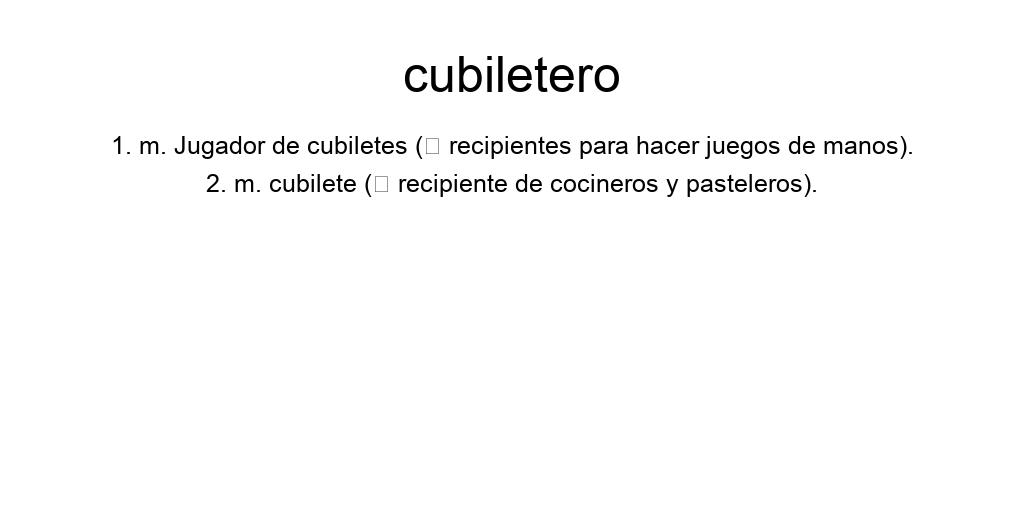 cubiletero
1. m. Jugador de cubiletes (▯ recipientes para hacer juegos de manos).
2. m. cubilete (▯ recipiente de cocineros y pasteleros).